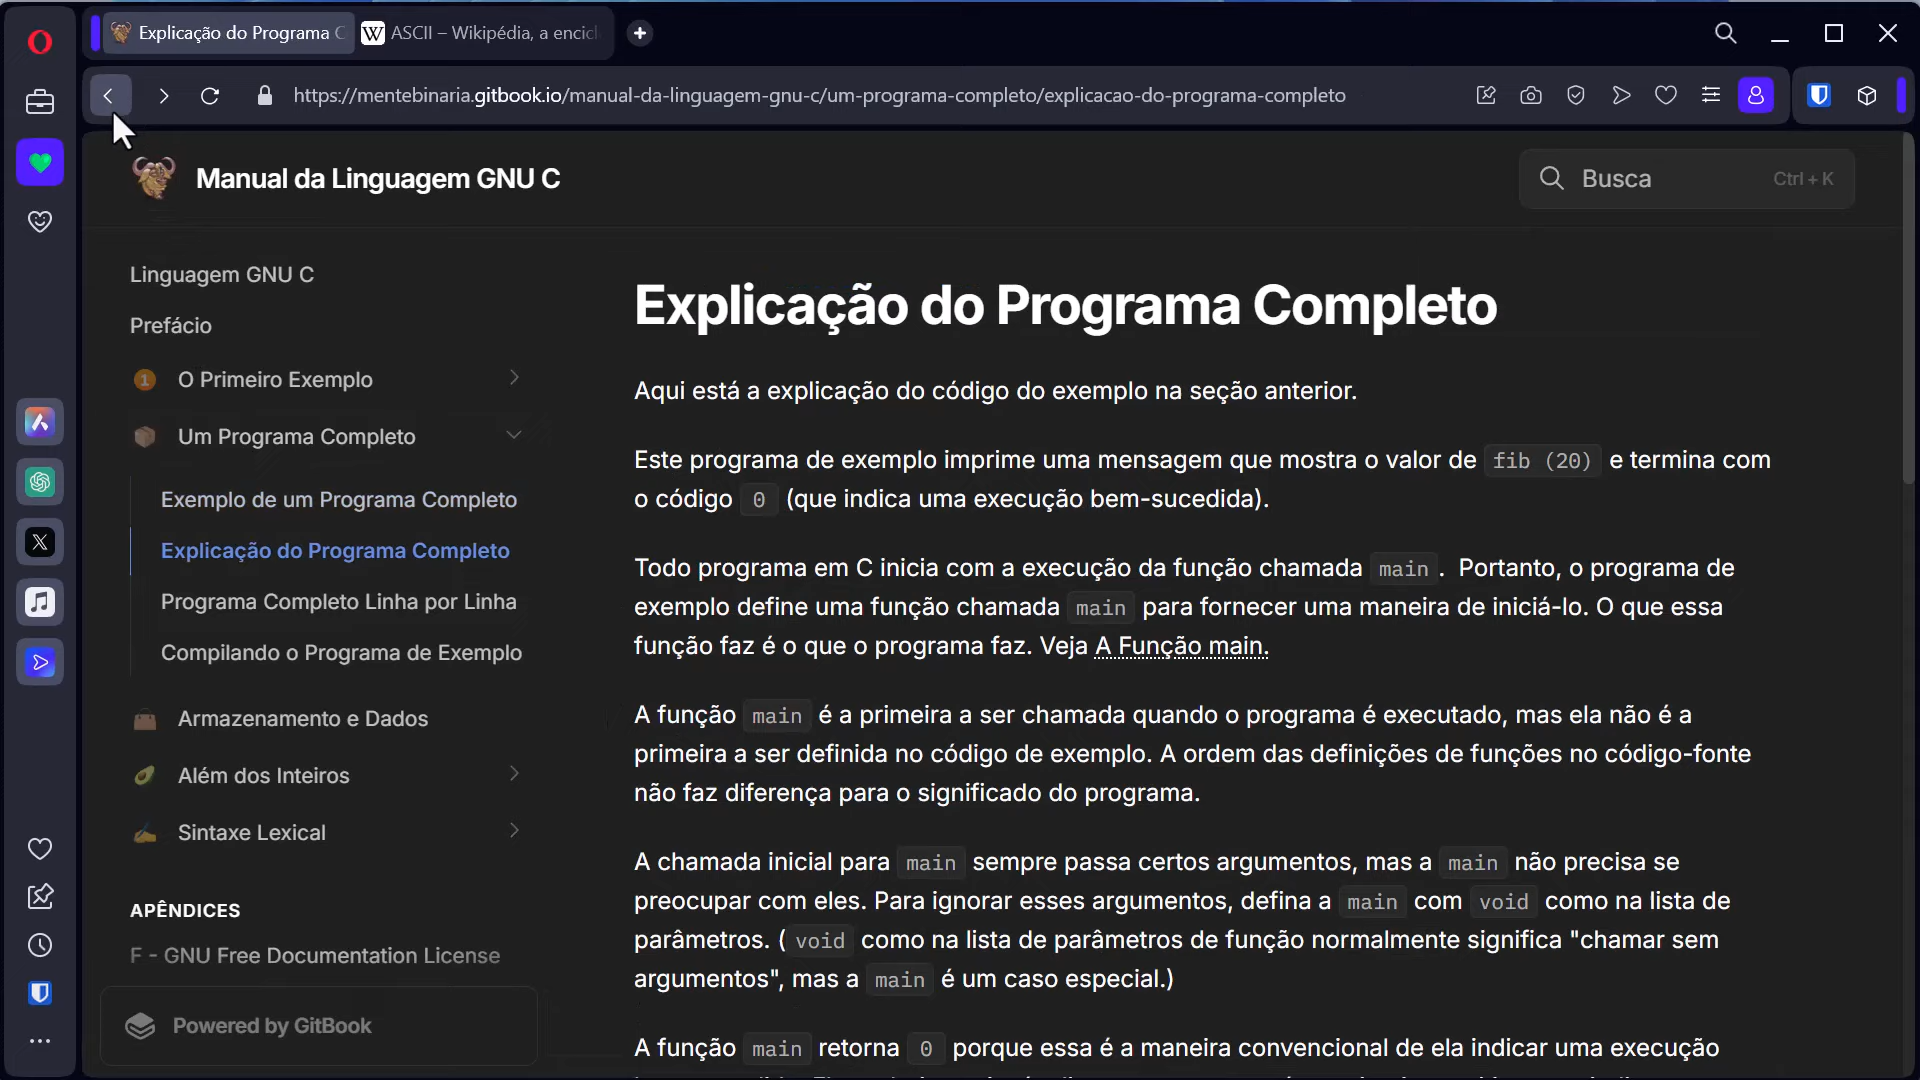 Explicação do Programa C
ASCII – Wikipédia, a encicl
https://mentebinaria.gitbook.io/manual-da-linguagem-gnu-c/um-programa-completo/explicacao-do-programa-completo
Manual da Linguagem GNU C
Busca
Ctrl + K
Linguagem GNU C
Prefácio
1 O Primeiro Exemplo
Um Programa Completo
Exemplo de um Programa Completo
Explicação do Programa Completo
Programa Completo Linha por Linha
Compilando o Programa de Exemplo
Armazenamento e Dados
Além dos Inteiros
Sintaxe Lexical
APÊNDICES
F - GNU Free Documentation License
Powered by GitBook
Explicação do Programa Completo
Aqui está a explicação do código do exemplo na seção anterior.
Este programa de exemplo imprime uma mensagem que mostra o valor de fib (20) e termina com
o código 0 (que indica uma execução bem-sucedida).
Todo programa em C inicia com a execução da função chamada main. Portanto, o programa de
exemplo define uma função chamada main para fornecer uma maneira de iniciá-lo. O que essa
função faz é o que o programa faz. Veja A Função main.
A função main é a primeira a ser chamada quando o programa é executado, mas ela não é a
primeira a ser definida no código de exemplo. A ordem das definições de funções no código-fonte
não faz diferença para o significado do programa.
A chamada inicial para main sempre passa certos argumentos, mas a main não precisa se
preocupar com eles. Para ignorar esses argumentos, defina a main com void como na lista de
parâmetros. (void como na lista de parâmetros de função normalmente significa "chamar sem
argumentos", mas a main é um caso especial.)
A função main retorna 0 porque essa é a maneira convencional de ela indicar uma execução